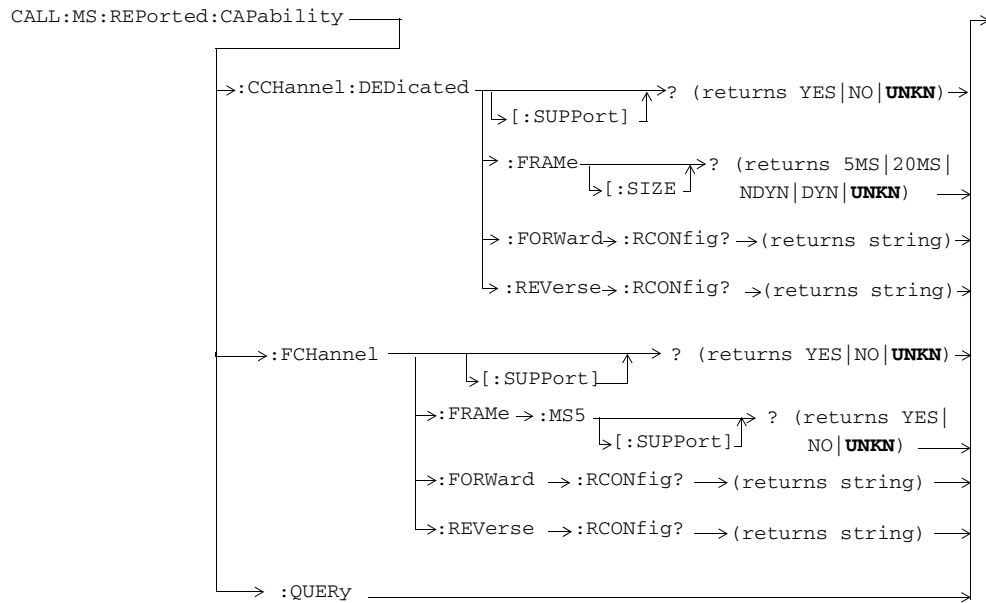 CALL:MS:REPorted:CAPability
:CCHannel:DEDicated ? (returns YES|NO|UNKN)
[:SUPPort]
:FRAMe ? (returns 5MS|20MS|
[:SIZE NDYN|DYN|UNKN)
:FORWard :RCONfig? (returns string)
:REVerse :RCONfig? (returns string)
:FCHannel ? (returns YES|NO|UNKN)
[:SUPPort]
:FRAMe :MS5 ? (returns YES|
[:SUPPort] NO|UNKN)
:FORWard :RCONfig? (returns string)
:REVerse :RCONfig? (returns string)
:QUERy